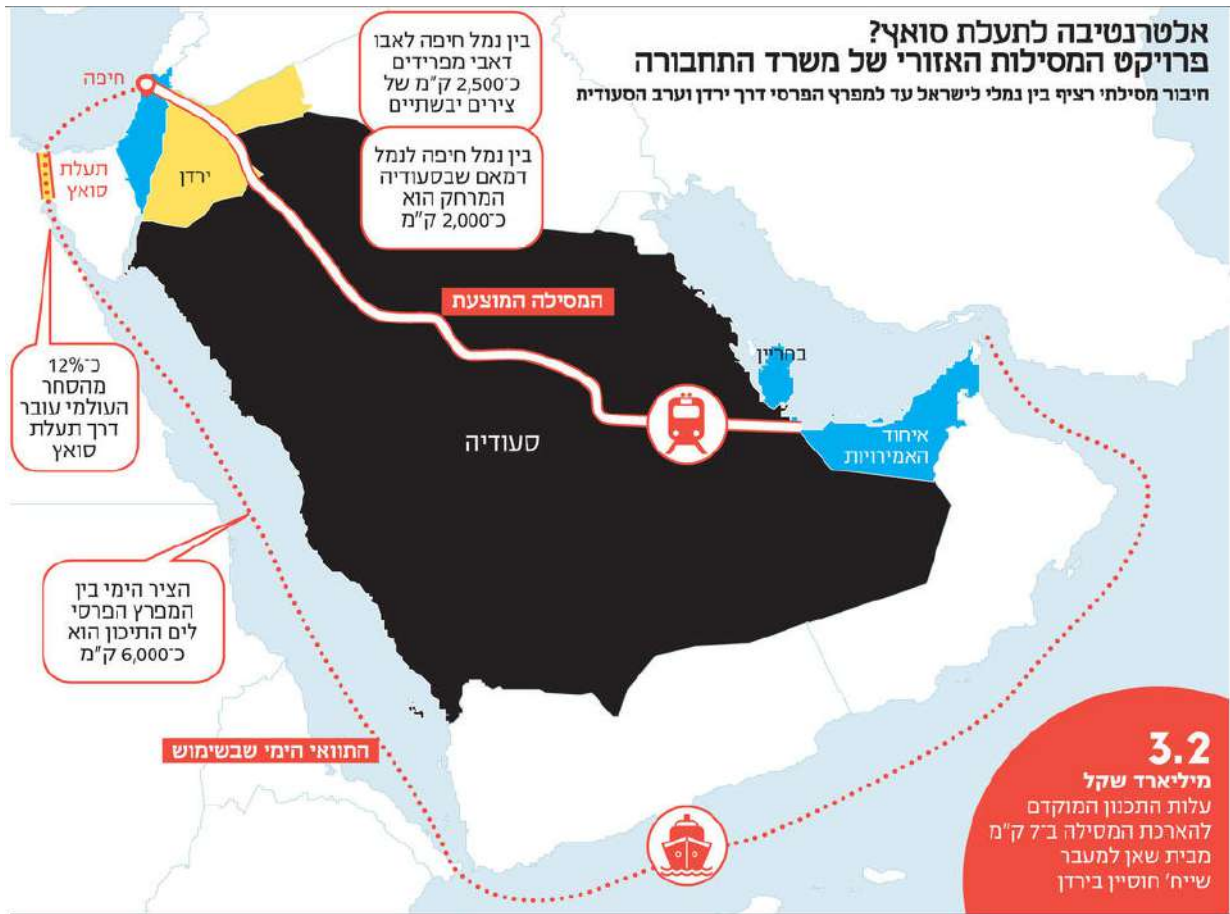 אלטרנטיבה לתעלת סואץ?
פרויקט המסילות האזורי של משרד התחבורה
חיבור מסילתי רציף בין נמלי לישראל עד למפרץ הפרסי דרך ירדן וערב הסעודית
בין נמל חיפה לאבו
דאבי מפרידים
כ־2,500 ק"מ של
צירים יבשתיים
בין נמל חיפה לנמל
דמאם שבסעודיה
המרחק הוא
כ־2,000 ק"מ
חיפה
תעלת
סואץ
ירדן
המסילה המוצעת
בחריין
איחוד
האמירויות
סעודיה
כ־12%
מהסחר
העולמי עובר
דרך תעלת
סואץ
הציר הימי בין
המפרץ הפרסי
לים התיכון הוא
כ־6,000 ק"מ
התוואי הימי שבשימוש
3.2
מיליארד שקל
עלות התכנון המוקדם
להארכת המסילה ב־7 ק"מ
מבית שאן למעבר
שייח' חוסיין בירדן